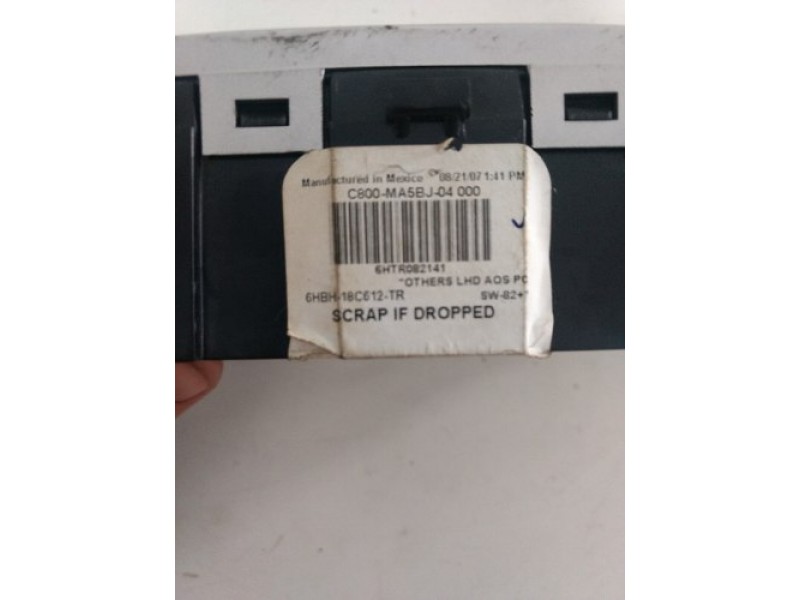 Manufactured in Mexico 08/21/07 1:41 PM
C800-MA5BJ-04 000
6HTR082141
"OTHERS LHD AOS PC
6HBH-18C612-TR SW-82+"
SCRAP IF DROPPED